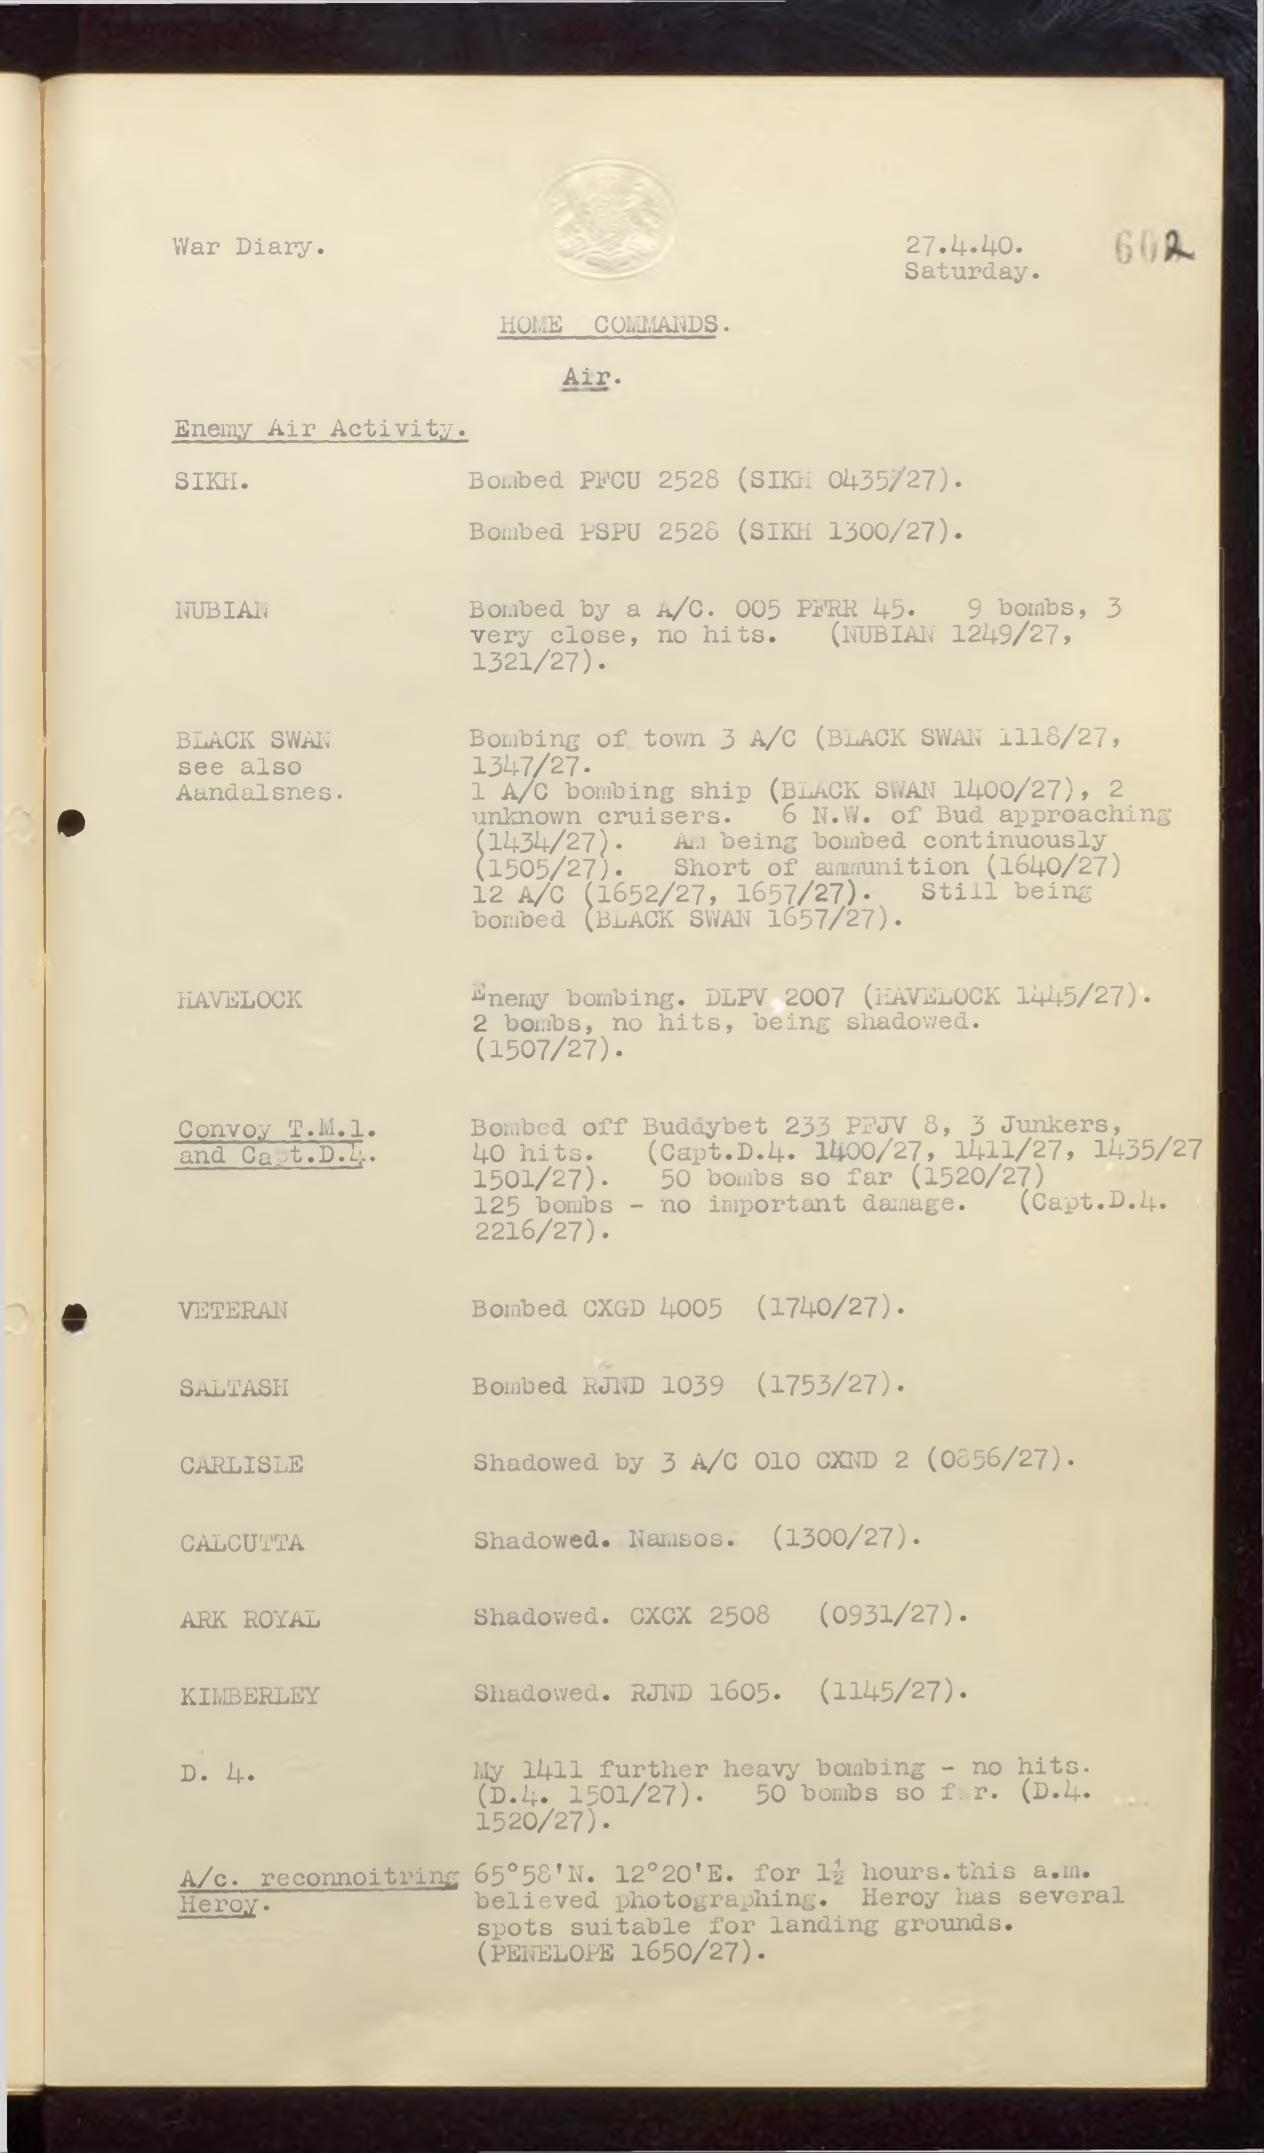 War Diary.
27.4.40.
602
Saturday.
HOME COMMANDS.
Air.
Enemy Air Activity.
SIKH. Bombed PFCU 2528 (SIKH 0435/27).
Bombed PSPU 2528 (SIKH 1300/27).
NUBIAN Bombed by a A/C. 005 PFRR 45. 9 bombs, 3
very close, no hits. (NUBIAN 1249/27,
1321/27).
BLACK SWAN Bombing of town 3 A/C (BLACK SWAN 1118/27,
see also 1347/27.
Aandalsnes. 1 A/C bombing ship (BLACK SWAN 1400/27), 2
unknown cruisers. 6 N.W. of Bud approaching
(1434/27). Am being bombed continuously
(1505/27). Short of ammunition (1640/27)
12 A/C (1652/27, 1657/27). Still being
bombed (BLACK SWAN 1657/27).
HAVELOCK Enemy bombing. DLPV 2007 (HAVELOCK 1445/27).
2 bombs, no hits, being shadowed.
(1507/27).
Convoy T.M.1. Bombed off Buddybet 233 PFJV 8, 3 Junkers,
and Capt.D.4. 40 hits. (Capt.D.4. 1400/27, 1411/27, 1435/27
1501/27). 50 bombs so far (1520/27)
125 bombs - no important damage. (Capt.D.4.
2216/27).
VETERAN Bombed CXGD 4005 (1740/27).
SALTASH Bombed RJND 1039 (1753/27).
CARLISLE Shadowed by 3 A/C 010 CXND 2 (0856/27).
CALCUTTA Shadowed. Namsos. (1300/27).
ARK ROYAL Shadowed. CXCX 2508 (0931/27).
KIMBERLEY Shadowed. RJND 1605. (1145/27).
D. 4. My 1411 further heavy bombing - no hits.
(D.4. 1501/27). 50 bombs so far. (D.4.
1520/27).
A/c. reconnoitring 65°58'N. 12°20'E. for 1½ hours.this a.m.
Heroy. believed photographing. Heroy has several
spots suitable for landing grounds.
(PENELOPE 1650/27).